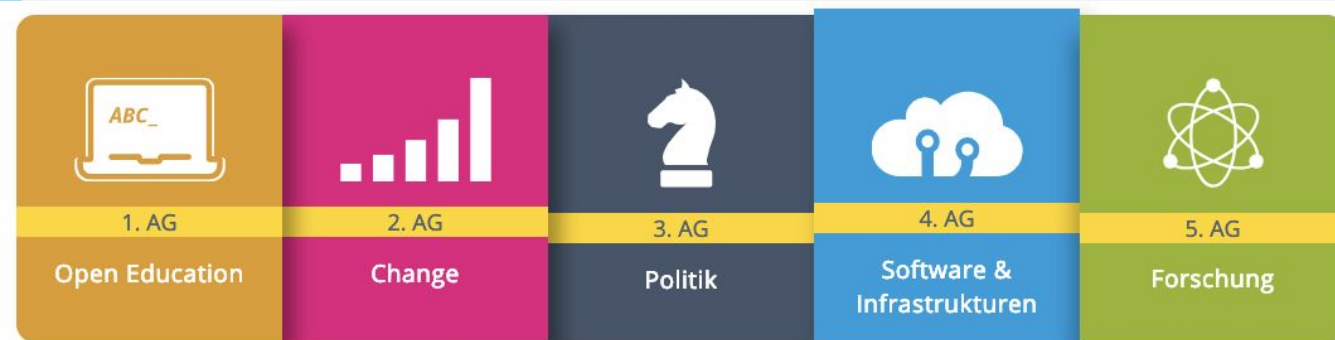 ABC_
1. AG
Open Education
2. AG
Change
3. AG
Politik
4. AG
Software &
Infrastrukturen
5. AG
Forschung